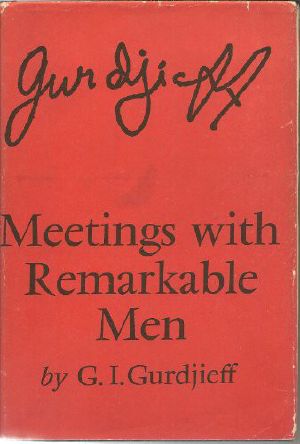 Gurdjieff
Meetings with
Remarkable
Men
by G. I. Gurdjieff